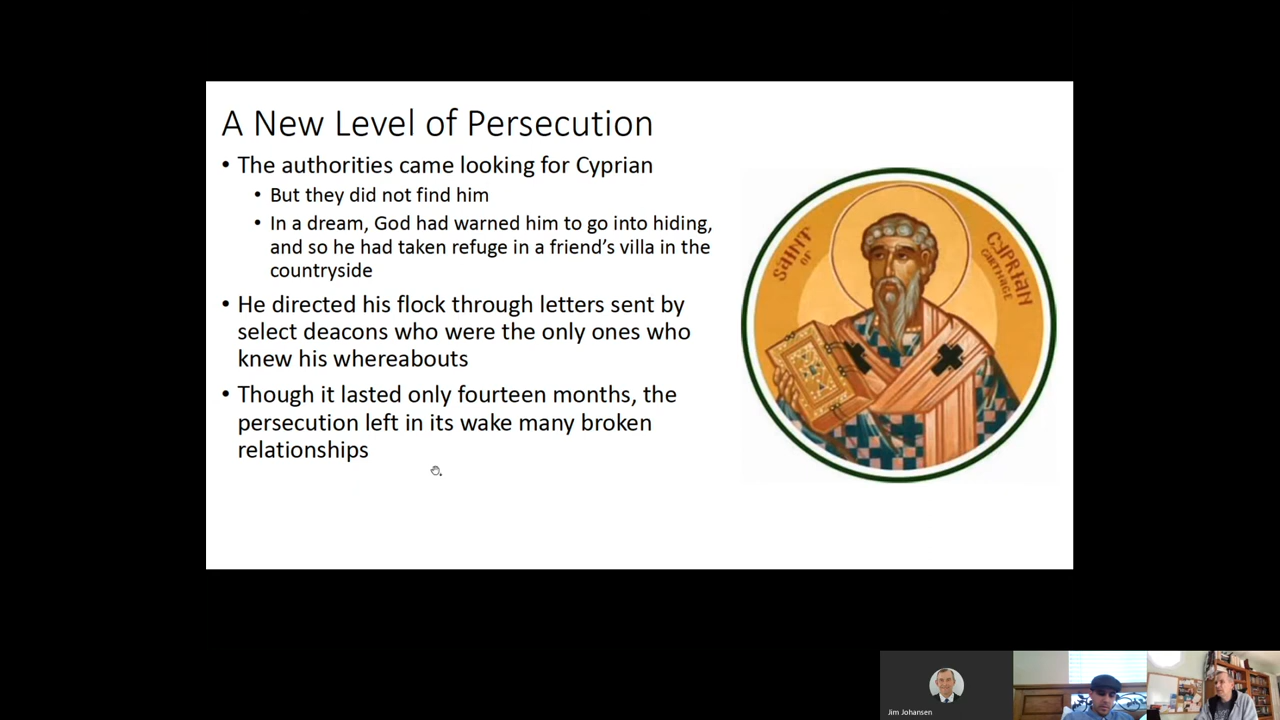 A New Level of Persecution
• The authorities came looking for Cyprian
• But they did not find him
• In a dream, God had warned him to go into hiding,
and so he had taken refuge in a friend's villa in the
countryside
• He directed his flock through letters sent by
select deacons who were the only ones who
knew his whereabouts
• Though it lasted only fourteen months, the
persecution left in its wake many broken
relationships
SAINT
OF
CYPRIAN
CARTHAGE
Jim Johansen